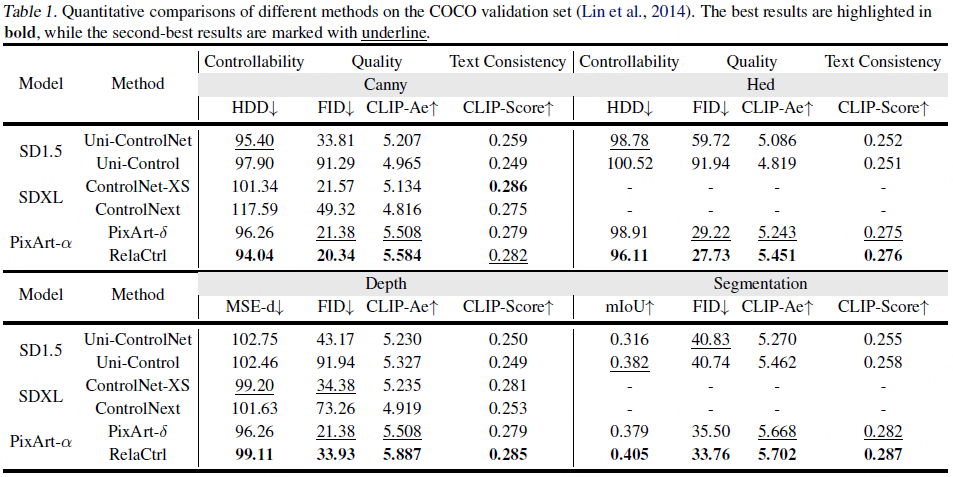 Table 1. Quantitative comparisons of different methods on the COCO validation set (Lin et al., 2014). The best results are highlighted in
bold, while the second-best results are marked with underline.
Model Method Controllability Quality Text Consistency Controllability Quality Text Consistency
Canny Hed
HDD↓ FID↓ CLIP-Ae↑ CLIP-Score↑ HDD↓ FID↓ CLIP-Ae↑ CLIP-Score↑
SD1.5 Uni-ControlNet 95.40 33.81 5.207 0.259 98.78 59.72 5.086 0.252
Uni-Control 97.90 91.29 4.965 0.249 100.52 91.94 4.819 0.251
SDXL ControlNet-XS 101.34 21.57 5.134 0.286 - - - -
ControlNext 117.59 49.32 4.816 0.275 - - - -
PixArt-α PixArt-δ 96.26 21.38 5.508 0.279 98.91 29.22 5.243 0.275
RelaCtrl 94.04 20.34 5.584 0.282 96.11 27.73 5.451 0.276
Model Method Depth Segmentation
MSE-d↓ FID↓ CLIP-Ae↑ CLIP-Score↑ mIoU↑ FID↓ CLIP-Ae↑ CLIP-Score↑
SD1.5 Uni-ControlNet 102.75 43.17 5.230 0.250 0.316 40.83 5.270 0.255
Uni-Control 102.46 91.94 5.327 0.249 0.382 40.74 5.462 0.258
SDXL ControlNet-XS 99.20 34.38 5.235 0.281 - - - -
ControlNext 101.63 73.26 4.919 0.253 - - - -
PixArt-α PixArt-δ 96.26 21.38 5.508 0.279 0.379 35.50 5.668 0.282
RelaCtrl 99.11 33.93 5.887 0.285 0.405 33.76 5.702 0.287